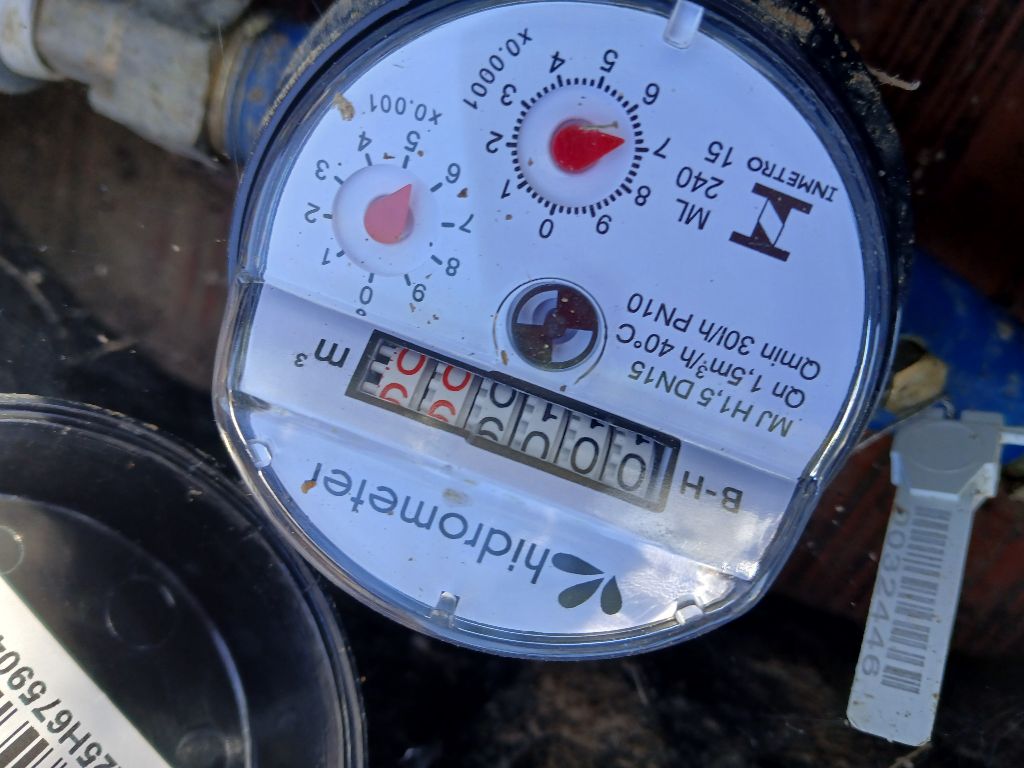 hidrometer
B-H
m³
MJ H1,5 DN15
Qn 1,5m³/h 40°C
Qmin 30l/h PN10
ML
240
INMETRO 15
0 1 2 3 4 5 6 7 8 9
x0.0001
0 1 2 3 4 5 6 7 8 9
x0.001
0032446
25H675904